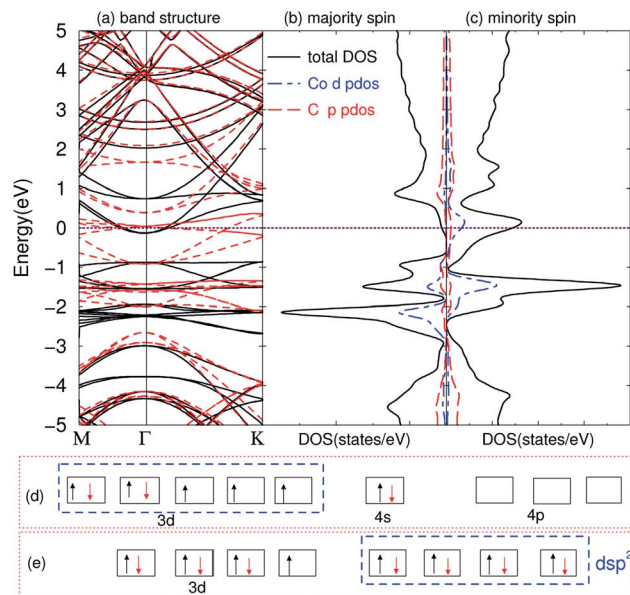 (a) band structure (b) majority spin (c) minority spin
total DOS
Co d pdos
C p pdos
Energy(eV)
5
4
3
2
1
0
−1
−2
−3
−4
−5
M Γ K
DOS(states/eV) DOS(states/eV)
(d)
3d 4s 4p
(e)
3d
dsp2